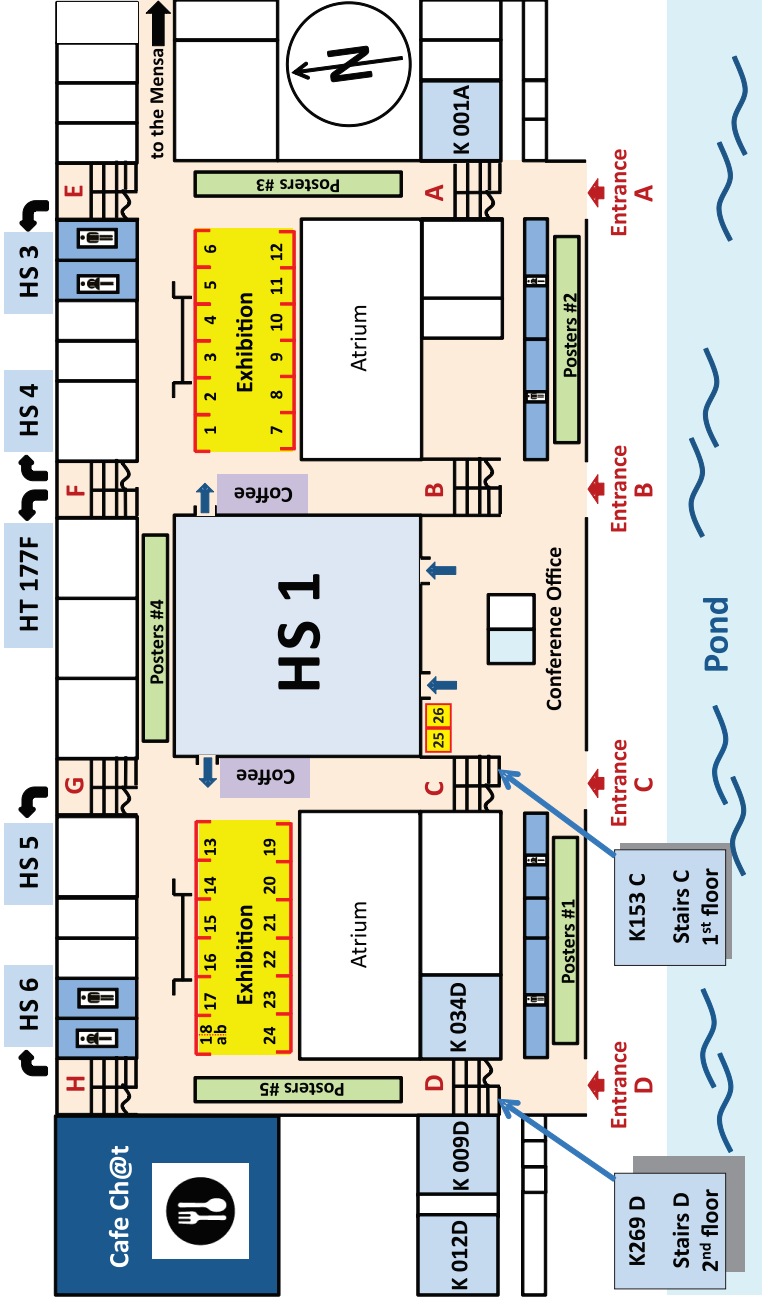 HS 6
HS 5
HT 177F
HS 4
HS 3
H
G
F
E
Cafe Ch@t
Posters #4
to the Mensa
18 17 16 15 14 13
ab
Exhibition
24 23 22 21 20 19
1 2 3 4 5 6
Exhibition
7 8 9 10 11 12
Posters #5
Coffee
HS 1
Coffee
Posters #3
N
Atrium
Atrium
D
C
25 26
B
A
K 012D
K 009D
K 034D
K 001A
Conference Office
Posters #1
Posters #2
Entrance
D
Entrance
C
Entrance
B
Entrance
A
K269 D
Stairs D
2nd floor
K153 C
Stairs C
1st floor
Pond